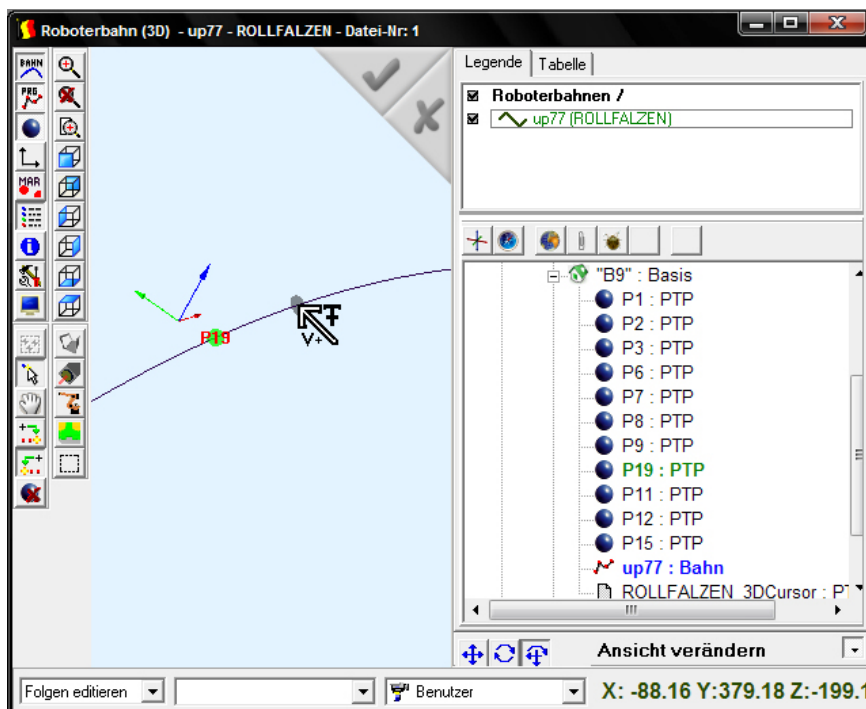 Roboterbahn (3D) - up77 - ROLLFALZEN - Datei-Nr: 1
BAHN
PRG
MAR
P19
V+
Legende Tabelle
Roboterbahnen /
up77 (ROLLFALZEN)
"B9" : Basis
P1 : PTP
P2 : PTP
P3 : PTP
P6 : PTP
P7 : PTP
P8 : PTP
P9 : PTP
P19 : PTP
P11 : PTP
P12 : PTP
P15 : PTP
up77 : Bahn
ROLLFALZEN_3DCursor : PT
Ansicht verändern
Folgen editieren
Benutzer
X: -88.16 Y:379.18 Z:-199.1